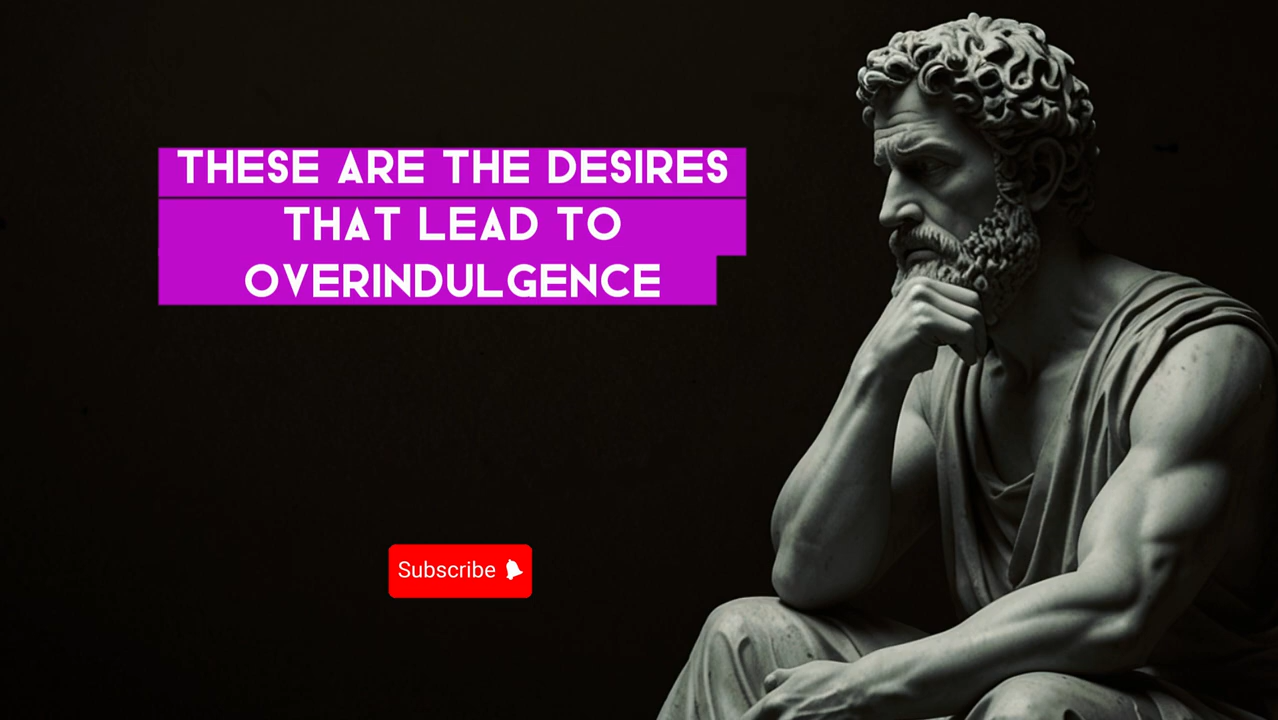 THESE ARE THE DESIRES
THAT LEAD TO
OVERINDULGENCE
Subscribe